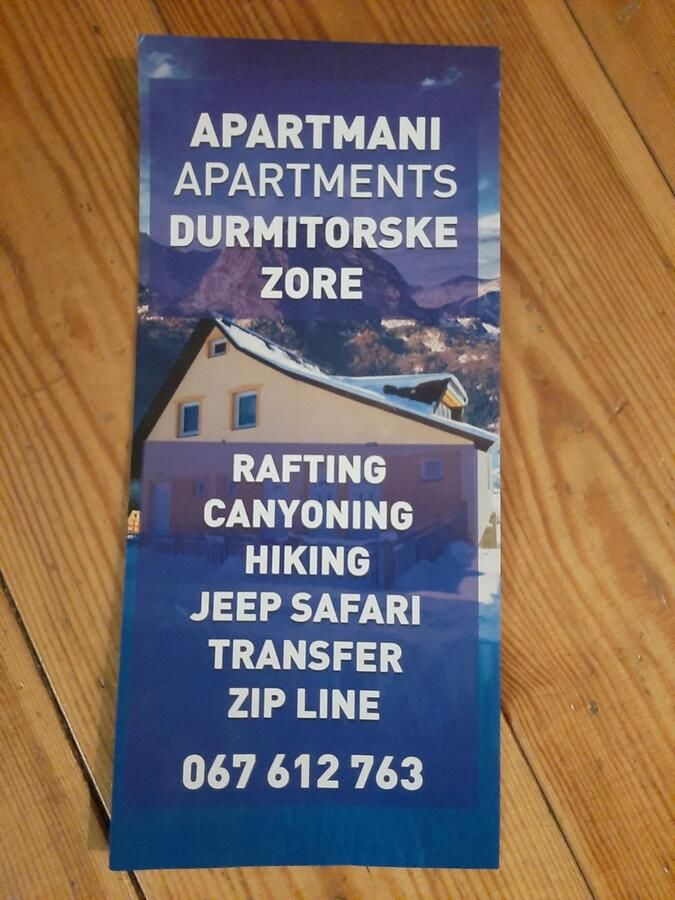 APARTMANI
APARTMENTS
DURMITORSKE
ZORE
RAFTING
CANYONING
HIKING
JEEP SAFARI
TRANSFER
ZIP LINE
067 612 763